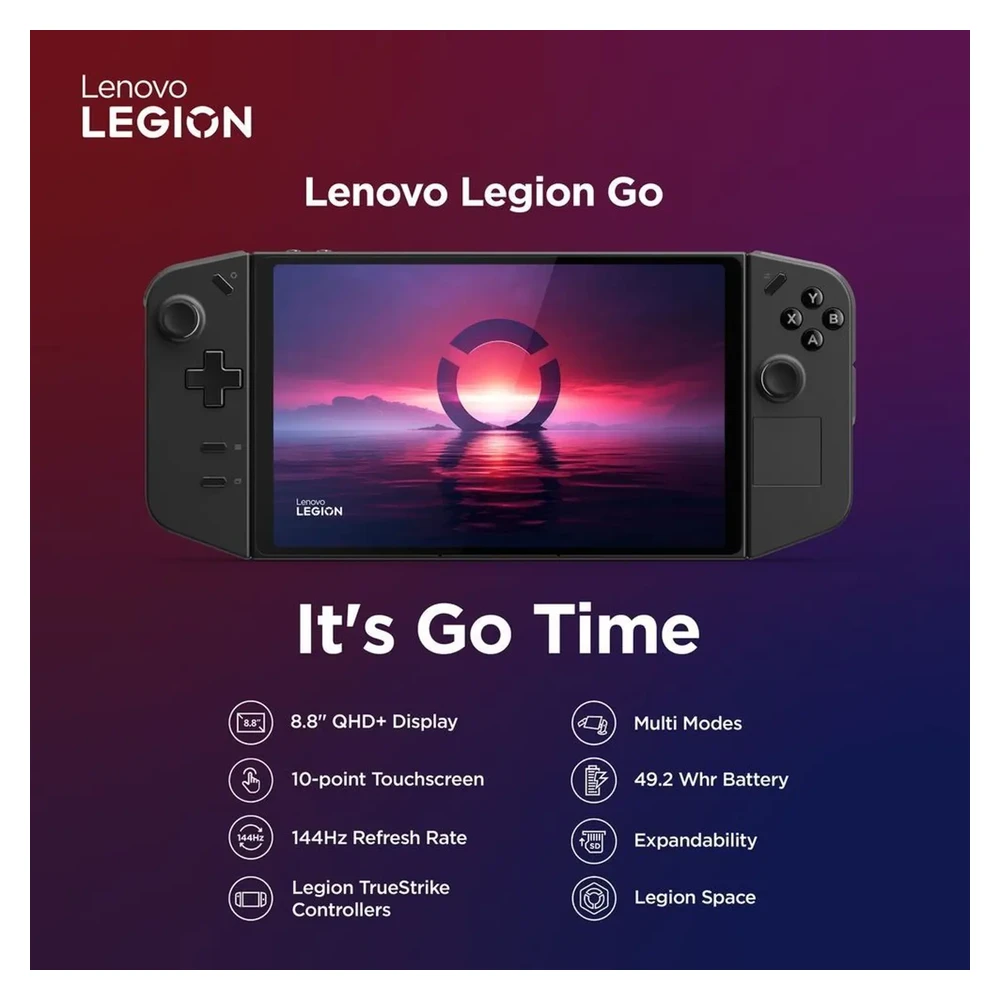 Lenovo
LEGION
Lenovo Legion Go
Y
X
B
A
Lenovo
LEGION
It's Go Time
8.8"
8.8" QHD+ Display
10-point Touchscreen
144Hz
144Hz Refresh Rate
Legion TrueStrike
Controllers
Multi Modes
49.2 Whr Battery
SD
Expandability
Legion Space